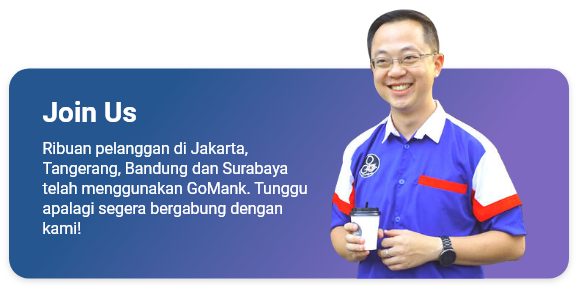 Join Us
Ribuan pelanggan di Jakarta,
Tangerang, Bandung dan Surabaya
telah menggunakan GoMank. Tunggu
apalagi segera bergabung dengan
kami!